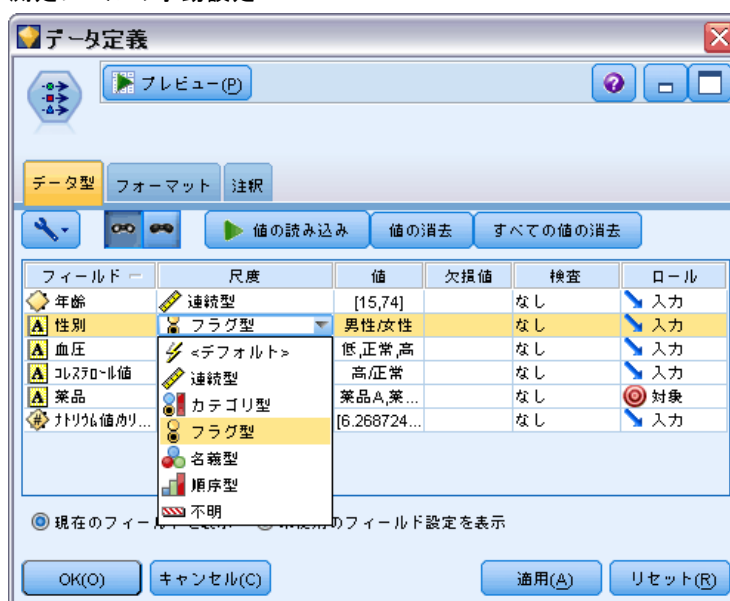 データ定義
プレビュー(P)
データ型 フォーマット 注釈
値の読み込み 値の消去 すべての値の消去
フィールド 尺度 値 欠損値 検査 ロール
年齢 連続型 [15,74] なし 入力
性別 フラグ型 男性/女性 なし 入力
血圧 低,正常,高 なし 入力
コレステロール値 高/正常 なし 入力
薬品 薬品A,薬... なし 対象
ナトリウム値/カリ... [6.268724... なし 入力
<デフォルト>
連続型
カテゴリ型
フラグ型
名義型
順序型
不明
現在のフィー のフィールド設定を表示
OK(O) キャンセル(C) 適用(A) リセット(R)